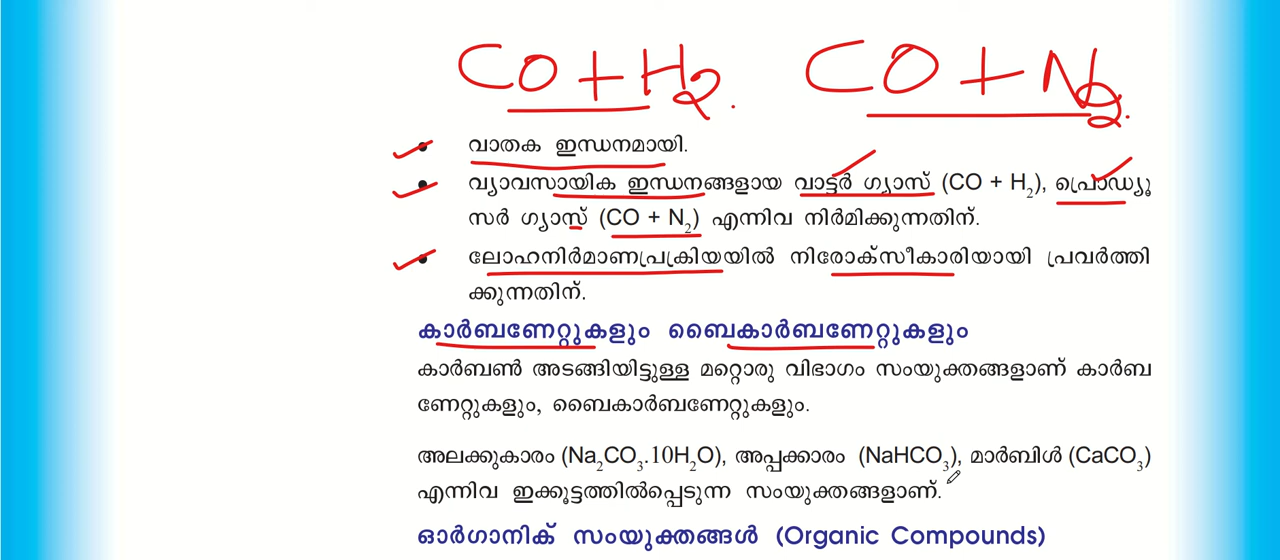 CO + H2. CO + N2.
• വാതക ഇന്ധനമായി.
• വ്യാവസായിക ഇന്ധനങ്ങളായ വാട്ടർ ഗ്യാസ് (CO + H₂), പ്രൊഡ്യൂ
സർ ഗ്യാസ് (CO + N₂) എന്നിവ നിർമിക്കുന്നതിന്.
• ലോഹനിർമാണപ്രക്രിയയിൽ നിരോക്സീകാരിയായി പ്രവർത്തി
ക്കുന്നതിന്.
കാർബണേറ്റുകളും ബൈകാർബണേറ്റുകളും
കാർബൺ അടങ്ങിയിട്ടുള്ള മറ്റൊരു വിഭാഗം സംയുക്തങ്ങളാണ് കാർബ
ണേറ്റുകളും, ബൈകാർബണേറ്റുകളും.
അലക്കുകാരം (Na₂CO₃.10H₂O), അപ്പക്കാരം (NaHCO₃), മാർബിൾ (CaCO₃)
എന്നിവ ഇക്കൂട്ടത്തിൽപ്പെടുന്ന സംയുക്തങ്ങളാണ്.
ഓർഗാനിക് സംയുക്തങ്ങൾ (Organic Compounds)